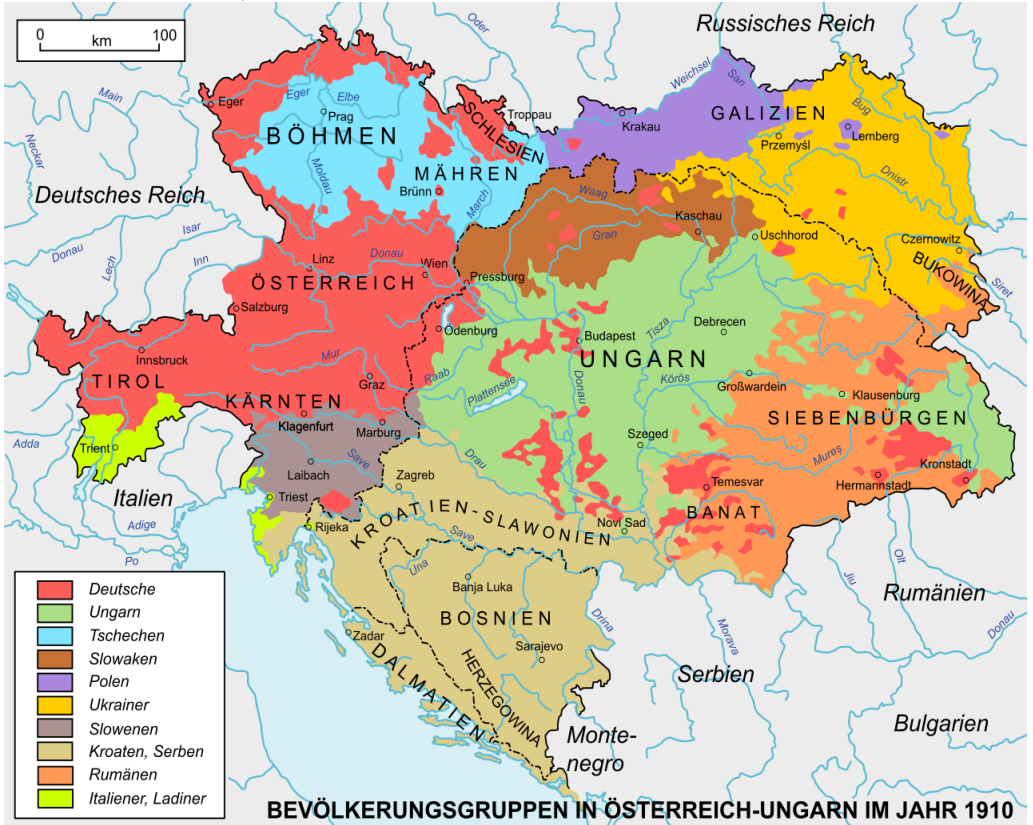 0 100
km
Russisches Reich
Oder
Weichsel
San
Main
Eger
Eger
Elbe
Prag
BÖHMEN
Moldau
SCHLESIEN
Troppau
Krakau
GALIZIEN
Bug
Lemberg
Przemyśl
Neckar
MÄHREN
Brünn
March
Dnistr
Deutsches Reich
Waag
Kaschau
Gran
Uschhorod
Czernowitz
BUKOWINA
Siret
Donau
Lech
Isar
Inn
Linz
Donau
Wien
ÖSTERREICH
Pressburg
Salzburg
Ödenburg
Budapest
Tisza
Debrecen
UNGARN
Innsbruck
Mur
Graz
Raab
Plattensee
Donau
Körös
Großwardein
Klausenburg
TIROL
KÄRNTEN
SIEBENBÜRGEN
Klagenfurt
Marburg
Adda
Trient
Laibach
Save
Zagreb
Drau
Szeged
Mureș
Kronstadt
Hermannstadt
Temesvar
BANAT
Italien
Triest
Adige
Rijeka
KROATIEN-SLAWONIEN
Novi Sad
Save
Po
Una
Banja Luka
BOSNIEN
Drina
Morava
Jiu
Olt
Rumänien
Donau
Zadar
Sarajevo
DALMATIEN
HERZEGOWINA
Serbien
Monte-
negro
Bulgarien
Deutsche
Ungarn
Tschechen
Slowaken
Polen
Ukrainer
Slowenen
Kroaten, Serben
Rumänen
Italiener, Ladiner
BEVÖLKERUNGSGRUPPEN IN ÖSTERREICH-UNGARN IM JAHR 1910